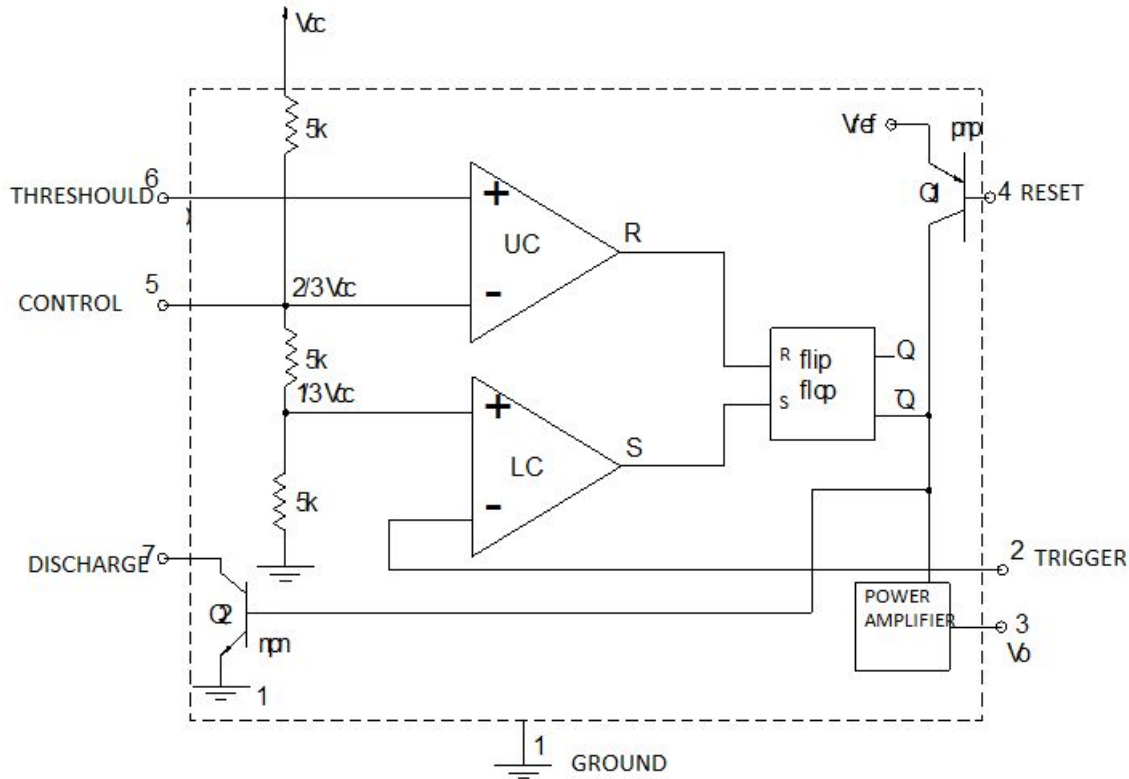 Vcc
5k
Vref
pnp
6
THRESHOULD
+
UC
R
Q1
4
RESET
)
5
CONTROL
2/3 Vcc
-
5k
R
flip
flop
S
Q
Q̅
1/3 Vcc
+
LC
S
5k
-
7
DISCHARGE
2
TRIGGER
Q2
npn
POWER
AMPLIFIER
3
Vo
1
1
GROUND